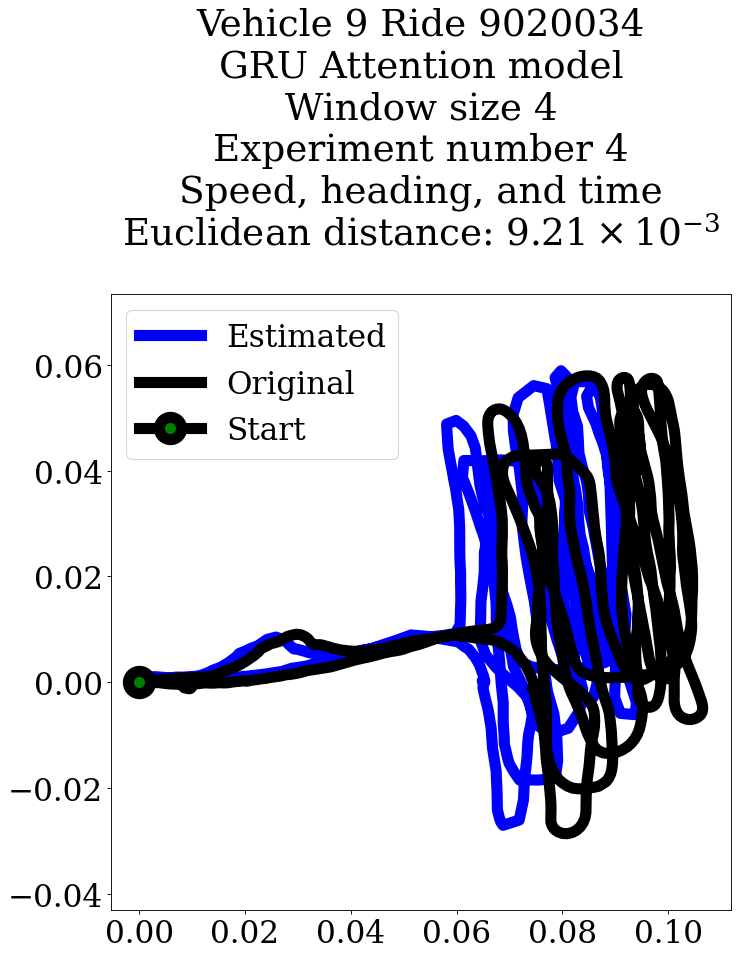 Vehicle 9 Ride 9020034
GRU Attention model
Window size 4
Experiment number 4
Speed, heading, and time
Euclidean distance: 9.21 × 10⁻³
Estimated
Original
Start
0.06
0.04
0.02
0.00
−0.02
−0.04
0.00 0.02 0.04 0.06 0.08 0.10